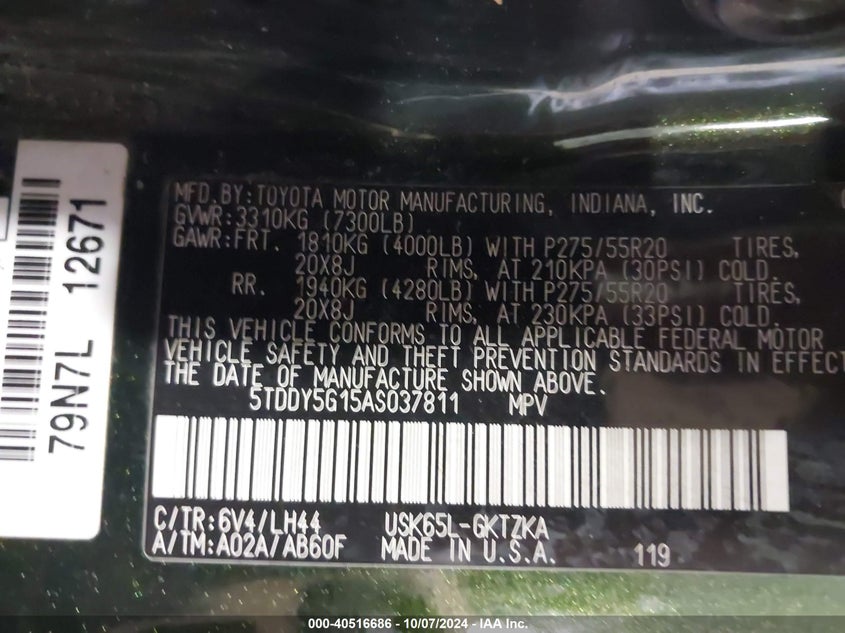 79N7L 12671
MFD.BY:TOYOTA MOTOR MANUFACTURING, INDIANA, INC.
GVWR:3310KG (7300LB)
GAWR:FRT. 1810KG (4000LB) WITH P275/55R20 TIRES,
20X8J RIMS, AT 210KPA (30PSI) COLD.
RR. 1940KG (4280LB) WITH P275/55R20 TIRES,
20X8J RIMS, AT 230KPA (33PSI) COLD.
THIS VEHICLE CONFORMS TO ALL APPLICABLE FEDERAL MOTOR
VEHICLE SAFETY AND THEFT PREVENTION STANDARDS IN EFFECT
THE DATE OF MANUFACTURE SHOWN ABOVE.
5TDDY5G15AS037811 MPV
C/TR:6V4/LH44 USK65L-GKTZKA
A/TM:A02A/AB60F MADE IN U.S.A. 119
000-40516686 - 10/07/2024 - IAA Inc.